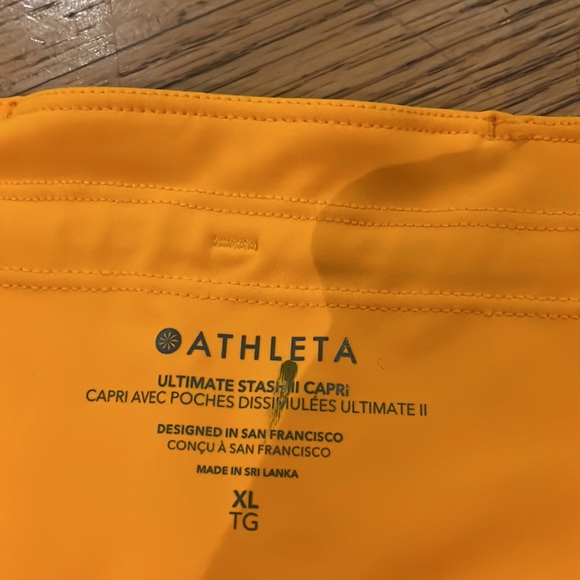 ATHLETA
ULTIMATE STASH II CAPRI
CAPRI AVEC POCHES DISSIMULÉES ULTIMATE II
DESIGNED IN SAN FRANCISCO
CONÇU À SAN FRANCISCO
MADE IN SRI LANKA
XL
TG